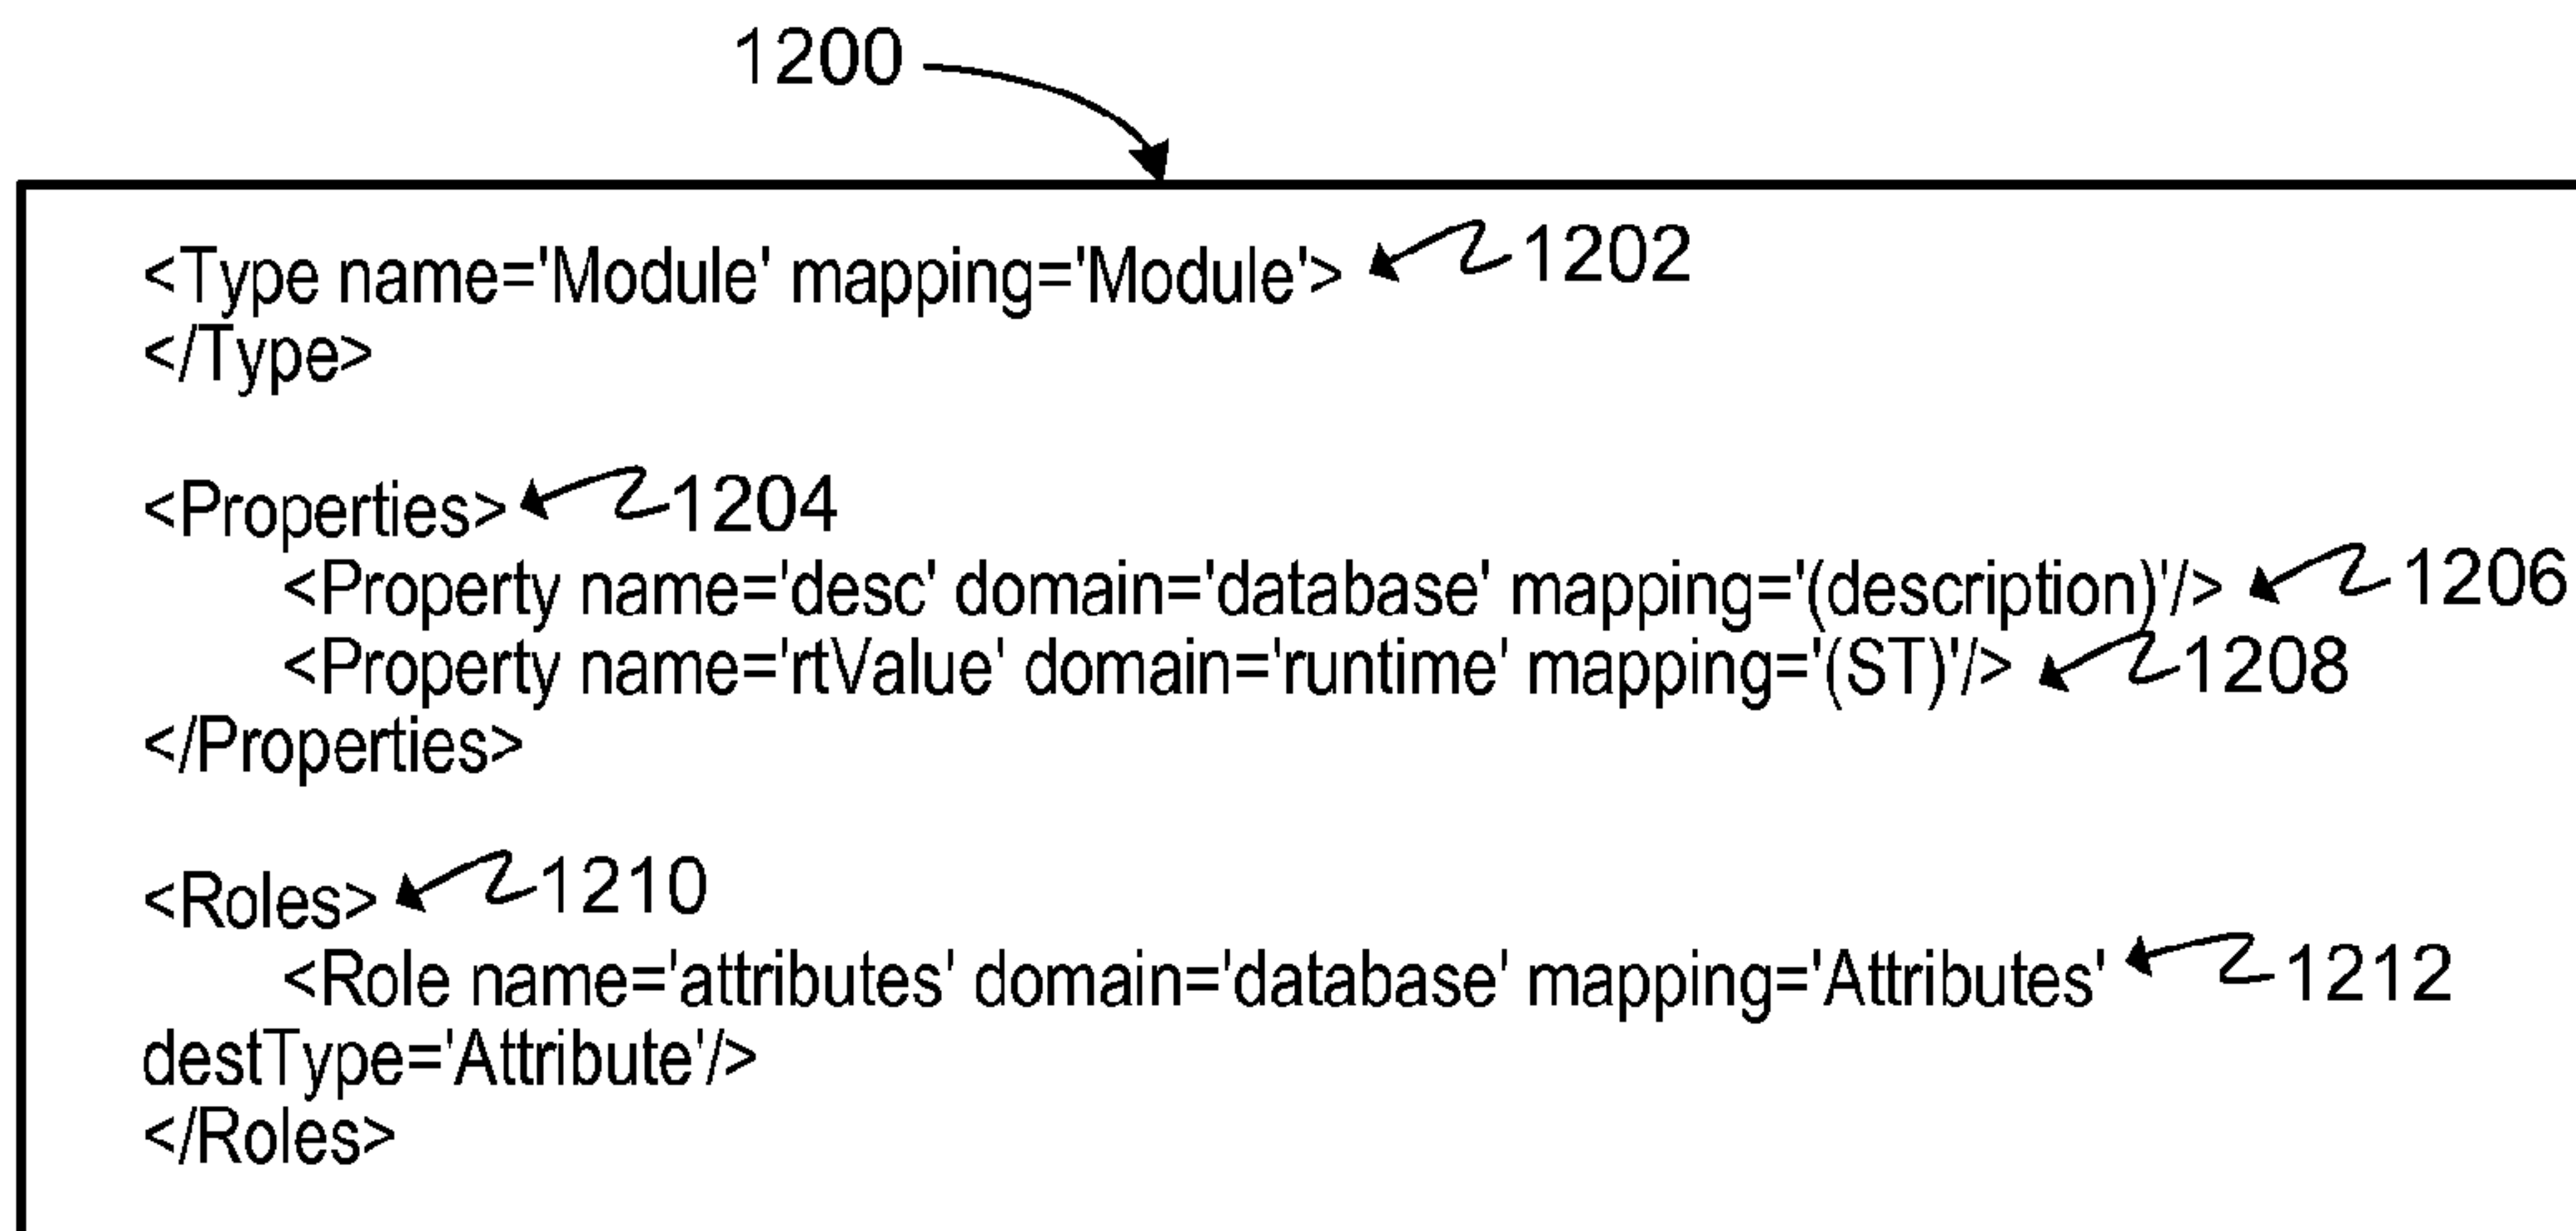 1200
<Type name='Module' mapping='Module'> 1202
</Type>
<Properties> 1204
<Property name='desc' domain='database' mapping='(description)'/> 1206
<Property name='rtValue' domain='runtime' mapping='(ST)'/> 1208
</Properties>
<Roles> 1210
<Role name='attributes' domain='database' mapping='Attributes' 1212
destType='Attribute'/>
</Roles>